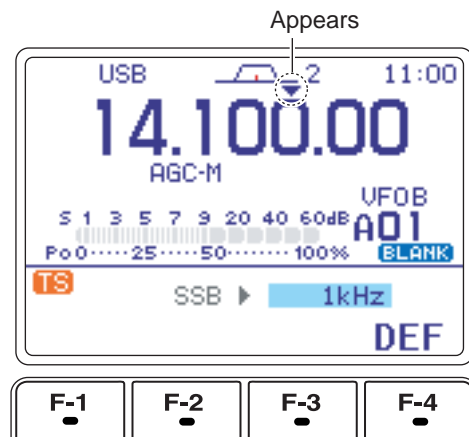 Appears
USB 2 11:00
14.100.00
AGC-M
VFOB
S 1 3 5 7 9 20 40 60dB A01
Po 0·····25·····50·······100% BLANK
TS
SSB ▶ 1kHz
DEF
F-1 F-2 F-3 F-4